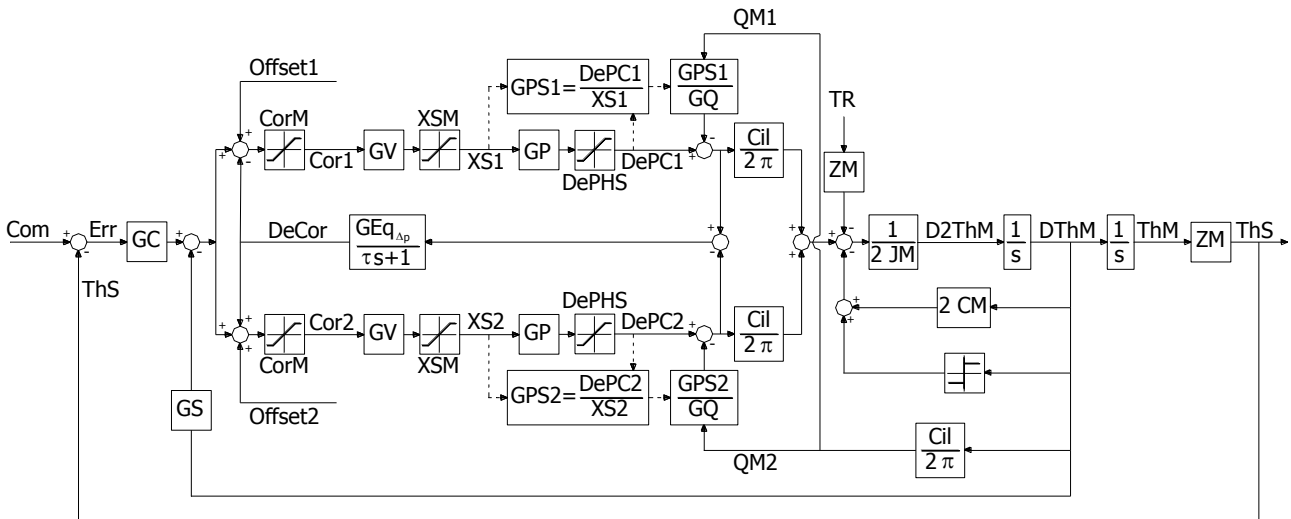 QM1
Offset1
GPS1=DePC1/XS1
GPS1/GQ
TR
CorM
XSM
Cor1
GV
XS1
GP
DePHS
DePC1
Cil/2 π
ZM
Com
Err
GC
DeCor
GEqΔp/τs+1
1/2 JM
D2ThM
1/s
DThM
1/s
ThM
ZM
ThS
ThS
Cor2
GV
XS2
GP
DePHS
DePC2
Cil/2 π
2 CM
CorM
XSM
GS
Offset2
GPS2=DePC2/XS2
GPS2/GQ
QM2
Cil/2 π